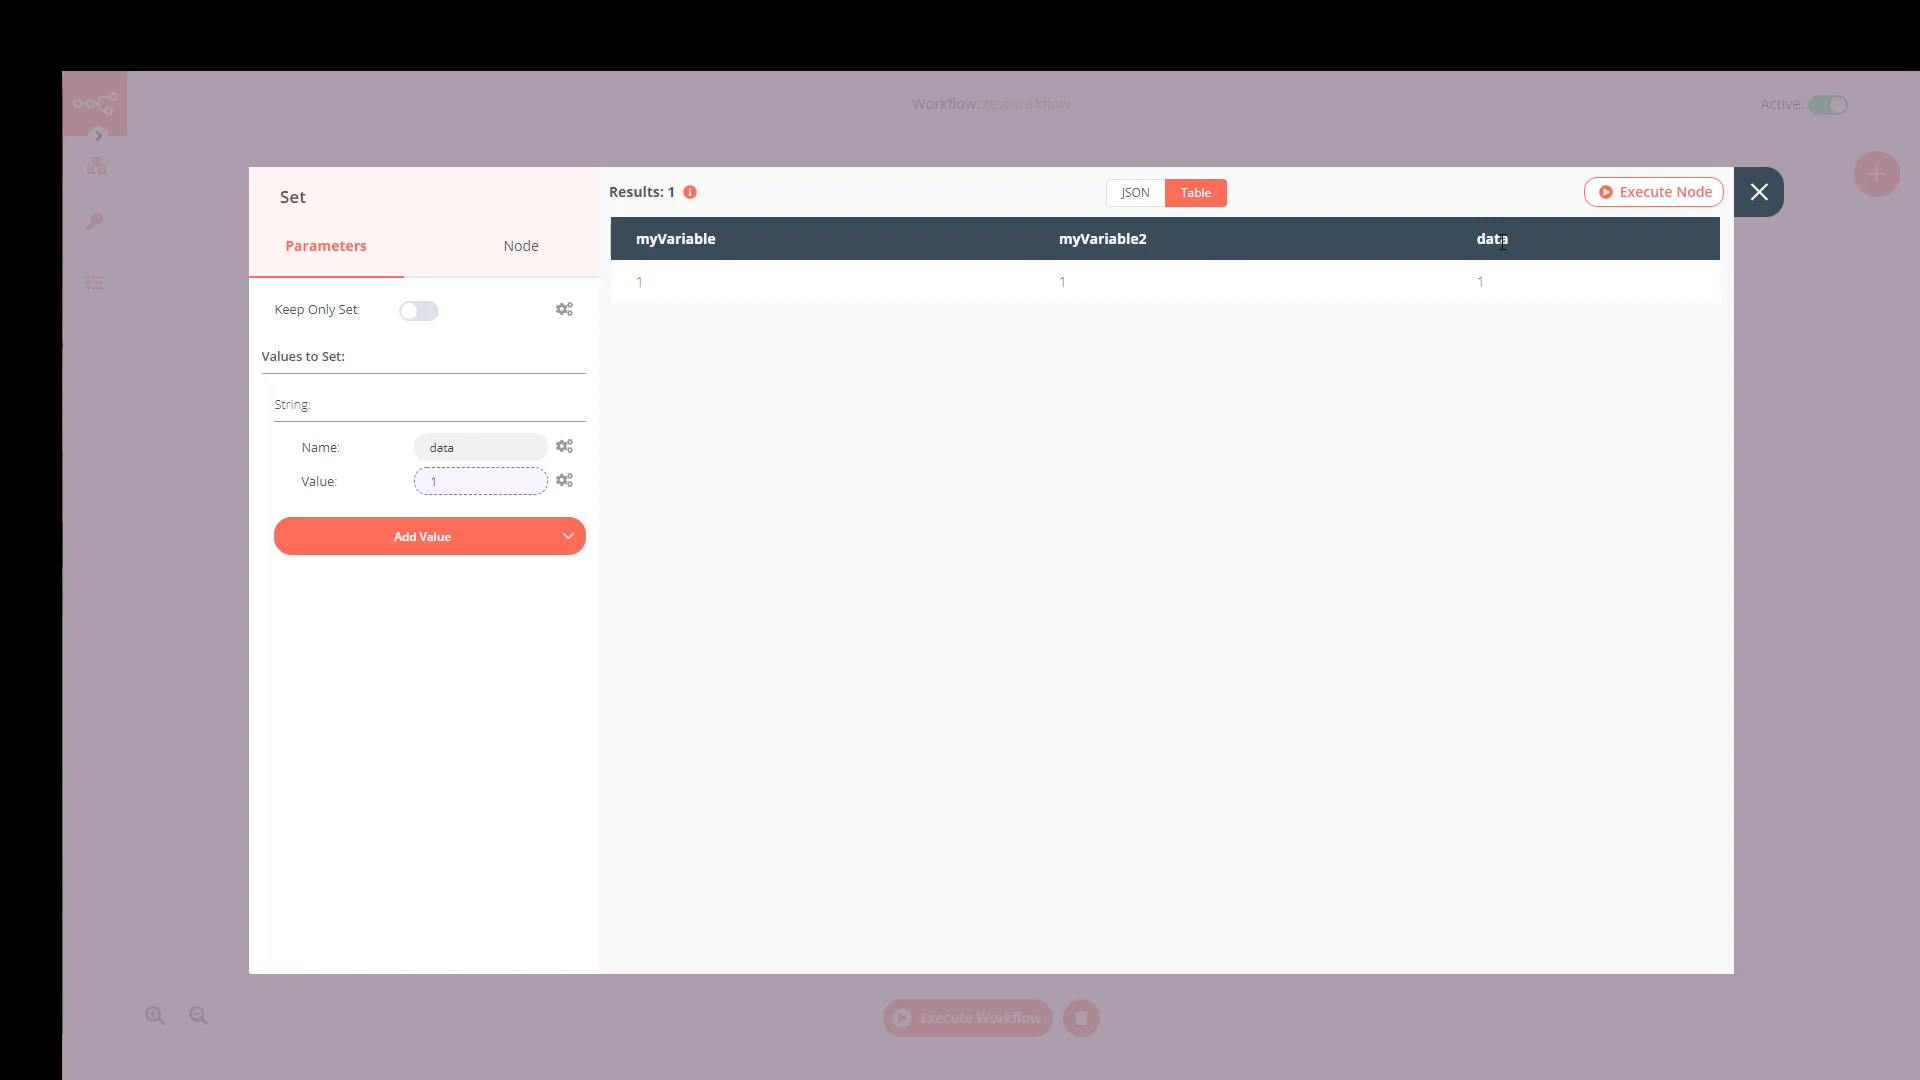 Workflow: testworkflow
Active:
Set
Parameters
Node
Keep Only Set:
Values to Set:
String:
Name:
data
Value:
1
Add Value
Results: 1
JSON
Table
Execute Node
myVariable
myVariable2
data
1
1
1
Execute Workflow